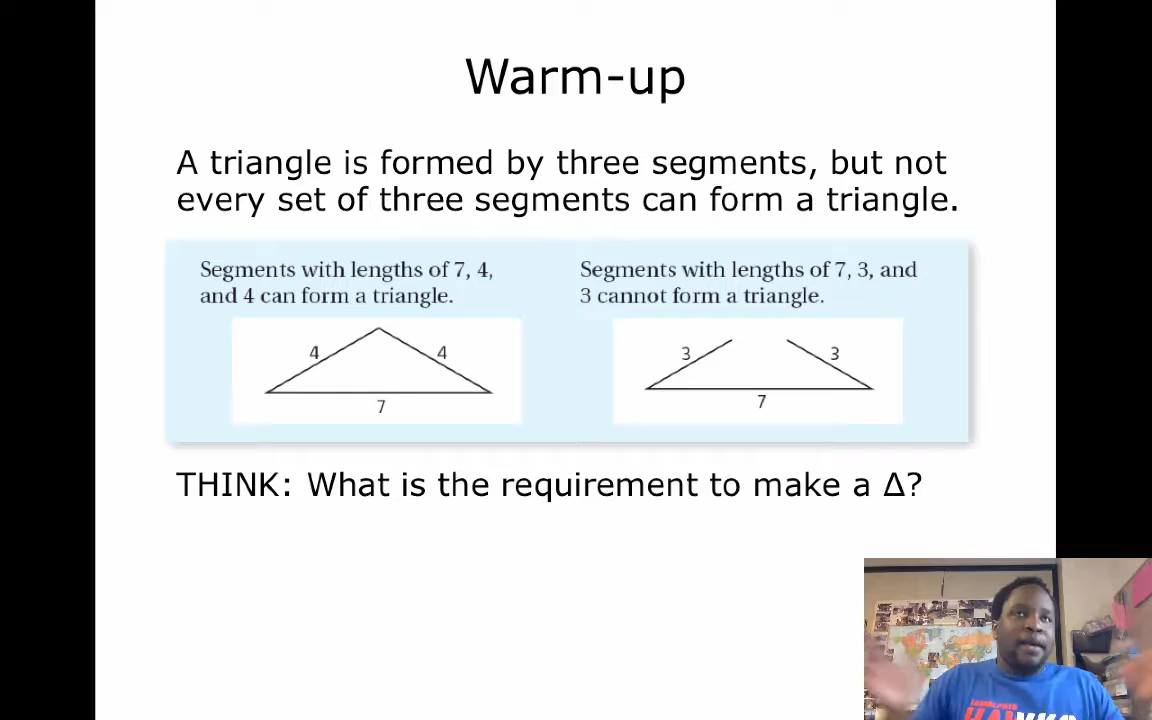 Warm-up
A triangle is formed by three segments, but not
every set of three segments can form a triangle.
Segments with lengths of 7, 4,
and 4 can form a triangle.
4
4
7
Segments with lengths of 7, 3, and
3 cannot form a triangle.
3
3
7
THINK: What is the requirement to make a Δ?